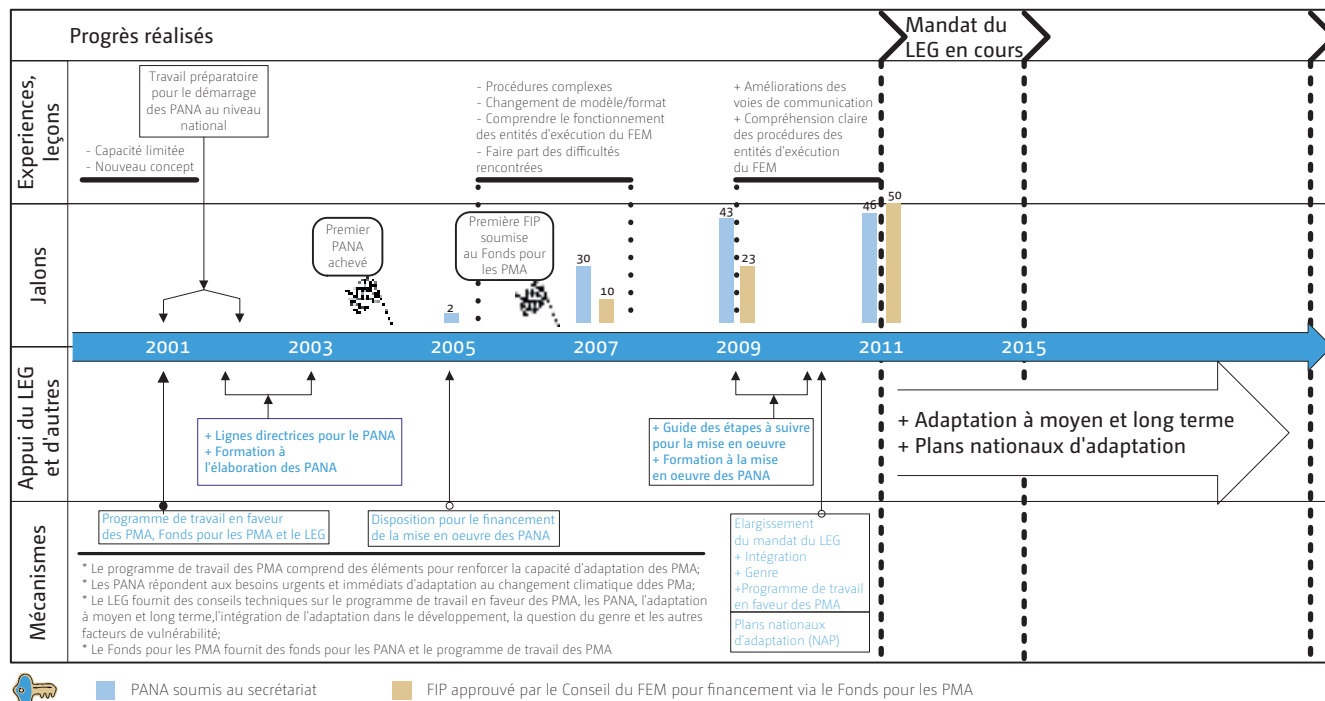 Progrès réalisés
Mandat du
LEG en cours
Experiences,
leçons
Travail préparatoire
pour le démarrage
des PANA au niveau
national
- Capacité limitée
- Nouveau concept
- Procédures complexes
- Changement de modèle/format
- Comprendre le fonctionnement
des entités d'exécution du FEM
- Faire part des difficultés
rencontrées
+ Améliorations des
voies de communication
+ Compréhension claire
des procédures des
entités d'exécution
du FEM
Jalons
Premier
PANA
achevé
Première FIP
soumise
au Fonds pour
les PMA
2
30
10
43
23
46
50
2001
2003
2005
2007
2009
2011
2015
Appui du LEG
et d'autres
+ Lignes directrices pour le PANA
+ Formation à
l'élaboration des PANA
+ Guide des étapes à suivre
pour la mise en oeuvre
+ Formation à la mise
en oeuvre des PANA
+ Adaptation à moyen et long terme
+ Plans nationaux d'adaptation
Mécanismes
Programme de travail en faveur
des PMA, Fonds pour les PMA et le LEG
Disposition pour le financement
de la mise en oeuvre des PANA
Elargissement
du mandat du LEG
+ Intégration
+ Genre
+Programme de travail
en faveur des PMA
Plans nationaux
d'adaptation (NAP)
* Le programme de travail des PMA comprend des éléments pour renforcer la capacité d'adaptation des PMA;
* Les PANA répondent aux besoins urgents et immédiats d'adaptation au changement climatique ddes PMa;
* Le LEG fournit des conseils techniques sur le programme de travail en faveur des PMA, les PANA, l'adaptation
à moyen et long terme,l'intégration de l'adaptation dans le développement, la question du genre et les autres
facteurs de vulnérabilité;
* Le Fonds pour les PMA fournit des fonds pour les PANA et le programme de travail des PMA
PANA soumis au secrétariat
FIP approuvé par le Conseil du FEM pour financement via le Fonds pour les PMA